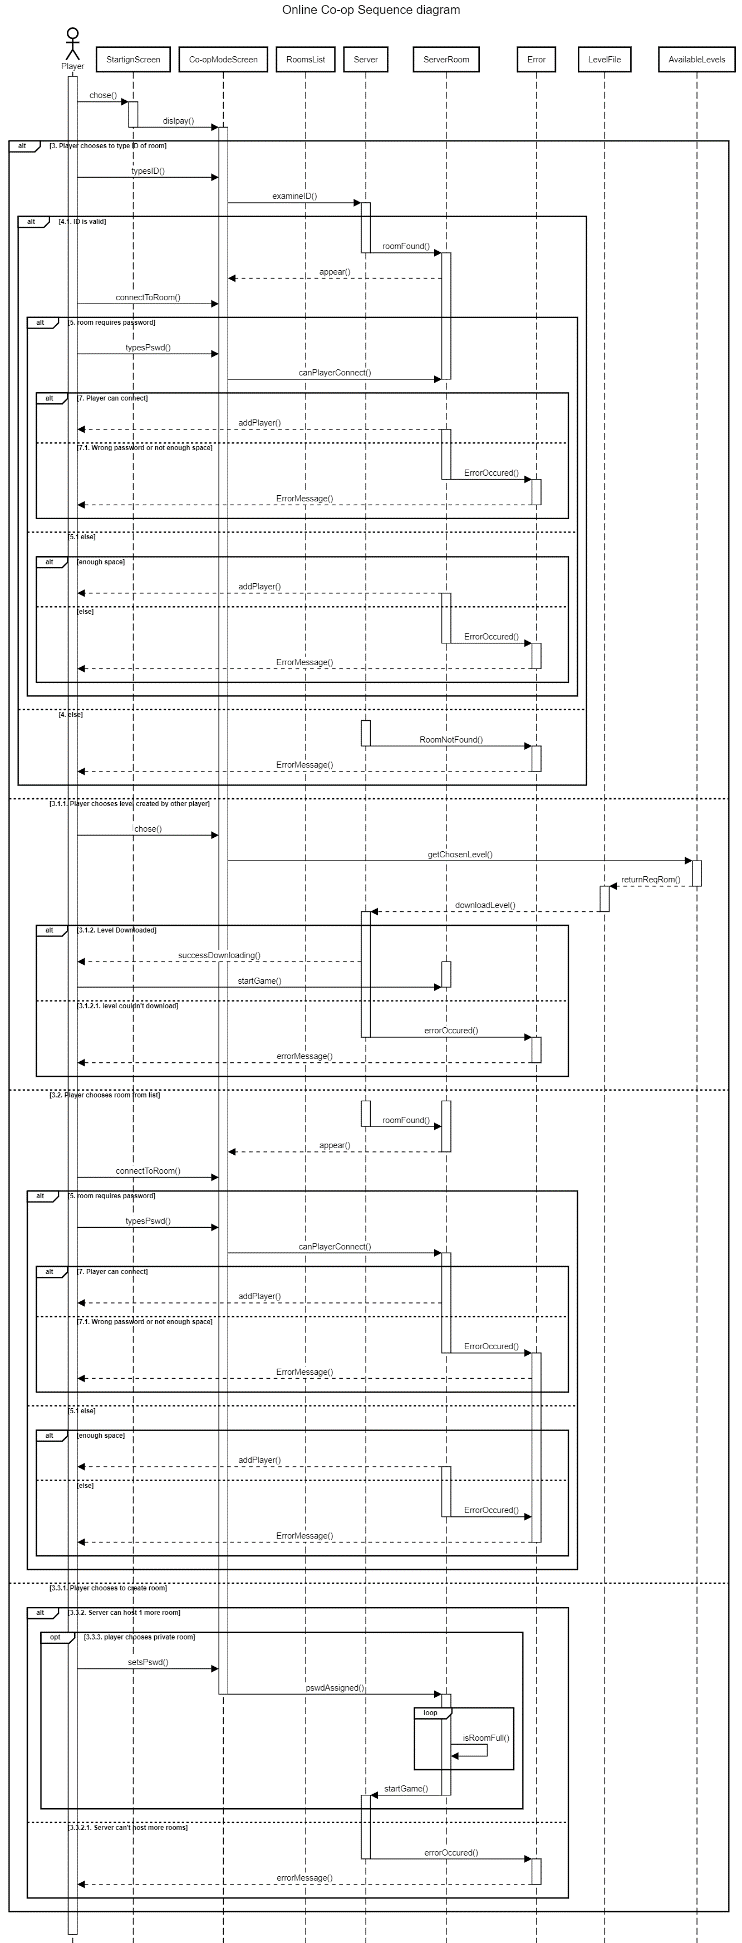 Online Co-op Sequence diagram
Player
StartignScreen
Co-opModeScreen
RoomsList
Server
ServerRoom
Error
LevelFile
AvailableLevels
chose()
dislpay()
alt [3. Player chooses to type ID of room]
typesID()
examineID()
alt [4.1. ID is valid]
roomFound()
appear()
connectToRoom()
alt [5. room requires password]
typesPswd()
canPlayerConnect()
alt [7. Player can connect]
addPlayer()
[7.1. Wrong password or not enough space]
ErrorOccured()
ErrorMessage()
[5.1 else]
alt [enough space]
addPlayer()
[else]
ErrorOccured()
ErrorMessage()
[4. else]
RoomNotFound()
ErrorMessage()
[3.1.1. Player chooses level created by other player]
chose()
getChosenLevel()
returnReqRom()
downloadLevel()
alt [3.1.2. Level Downloaded]
successDownloading()
startGame()
[3.1.2.1. level couldn't download]
errorOccured()
errorMessage()
[3.2. Player chooses room from list]
roomFound()
appear()
connectToRoom()
alt [5. room requires password]
typesPswd()
canPlayerConnect()
alt [7. Player can connect]
addPlayer()
[7.1. Wrong password or not enough space]
ErrorOccured()
ErrorMessage()
[5.1 else]
alt [enough space]
addPlayer()
[else]
ErrorOccured()
ErrorMessage()
[3.3.1. Player chooses to create room]
alt [3.3.2. Server can host 1 more room]
opt [3.3.3. player chooses private room]
setsPswd()
pswdAssigned()
loop
isRoomFull()
startGame()
[3.3.2.1. Server can't host more rooms]
errorOccured()
errorMessage()